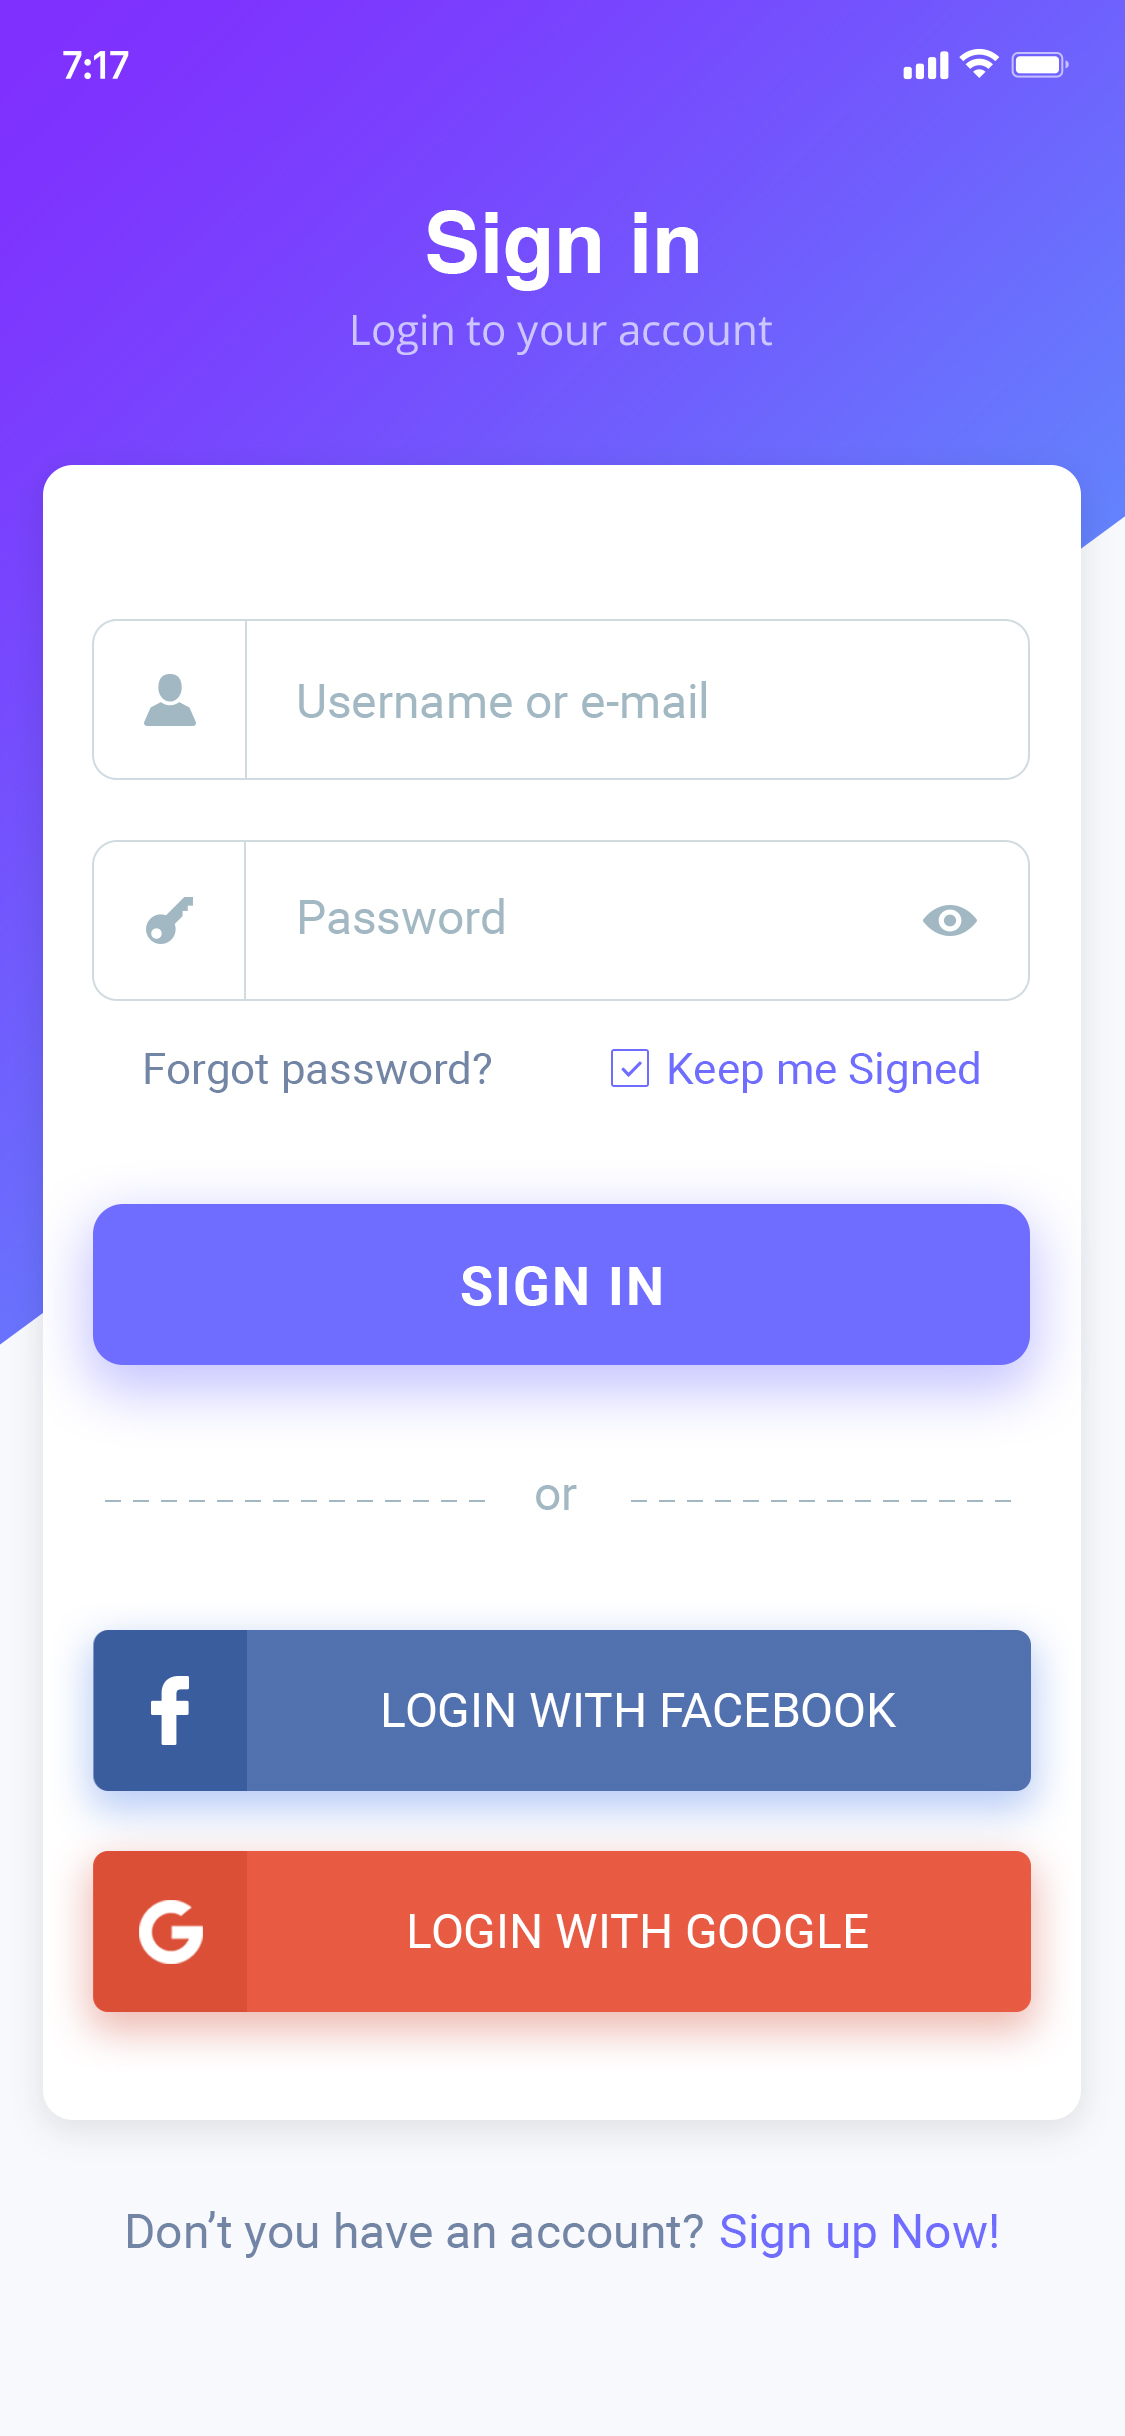 7:17
Sign in
Login to your account
Username or e-mail
Password
Forgot password?
Keep me Signed
SIGN IN
or
LOGIN WITH FACEBOOK
LOGIN WITH GOOGLE
Don’t you have an account? Sign up Now!